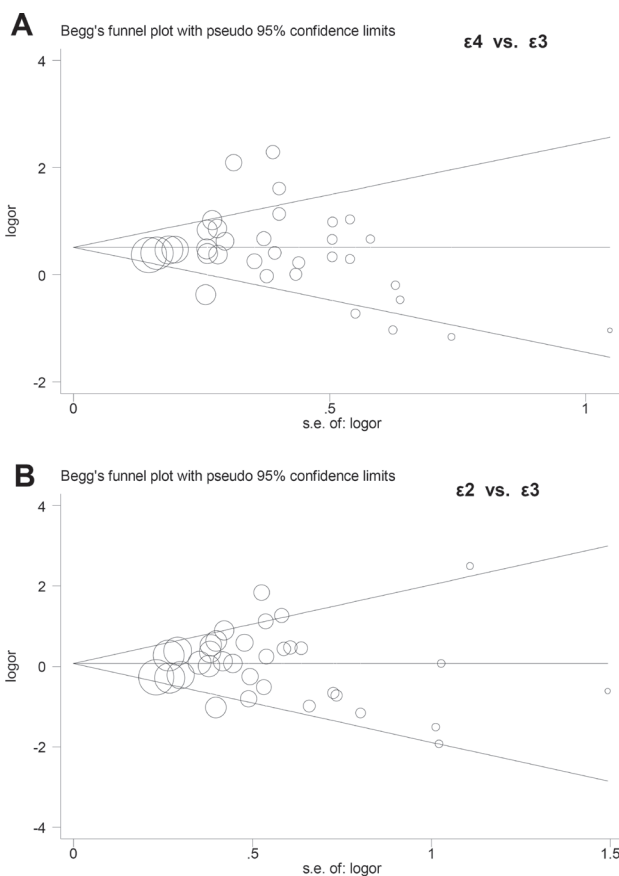 A
Begg's funnel plot with pseudo 95% confidence limits
ε4 vs. ε3
4
2
0
-2
logor
0
.5
1
s.e. of: logor
B
Begg's funnel plot with pseudo 95% confidence limits
ε2 vs. ε3
4
2
0
-2
-4
logor
0
.5
1
1.5
s.e. of: logor